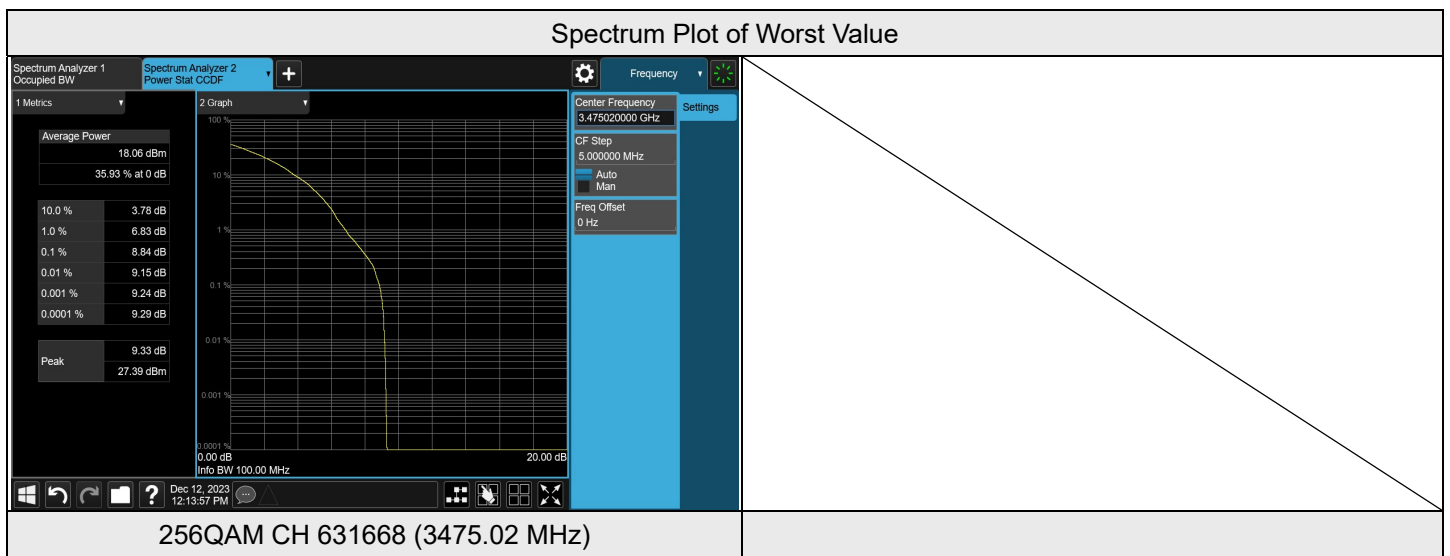 Spectrum Plot of Worst Value
Spectrum Analyzer 1
Occupied BW
Spectrum Analyzer 2
Power Stat CCDF
+
Frequency
1 Metrics
2 Graph
Center Frequency
3.475020000 GHz
Settings
CF Step
5.000000 MHz
Auto
Man
Freq Offset
0 Hz
Average Power
18.06 dBm
35.93 % at 0 dB
10.0 % 3.78 dB
1.0 % 6.83 dB
0.1 % 8.84 dB
0.01 % 9.15 dB
0.001 % 9.24 dB
0.0001 % 9.29 dB
Peak
9.33 dB
27.39 dBm
100 %
10 %
1 %
0.1 %
0.01 %
0.001 %
0.0001 %
0.00 dB 20.00 dB
Info BW 100.00 MHz
?
Dec 12, 2023
12:13:57 PM
256QAM CH 631668 (3475.02 MHz)